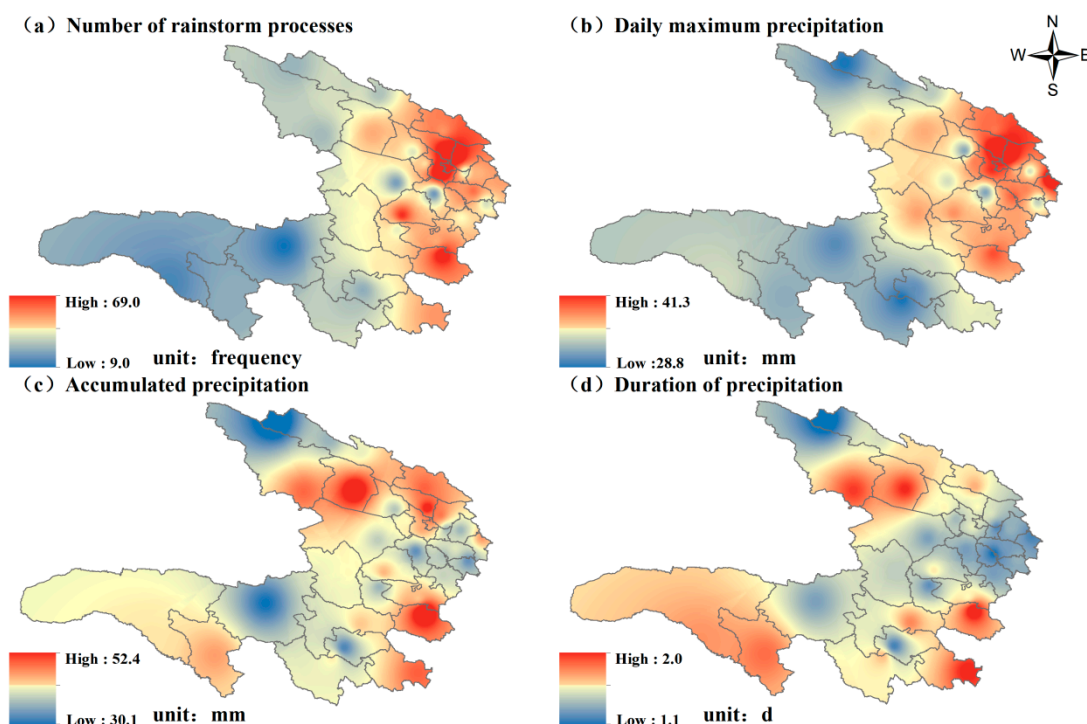 （a）Number of rainstorm processes
（b）Daily maximum precipitation
N
W E
S
High : 69.0
Low : 9.0
unit：frequency
High : 41.3
Low :28.8
unit：mm
（c）Accumulated precipitation
（d）Duration of precipitation
High : 52.4
Low : 30.1
unit：mm
High : 2.0
Low : 1.1
unit：d